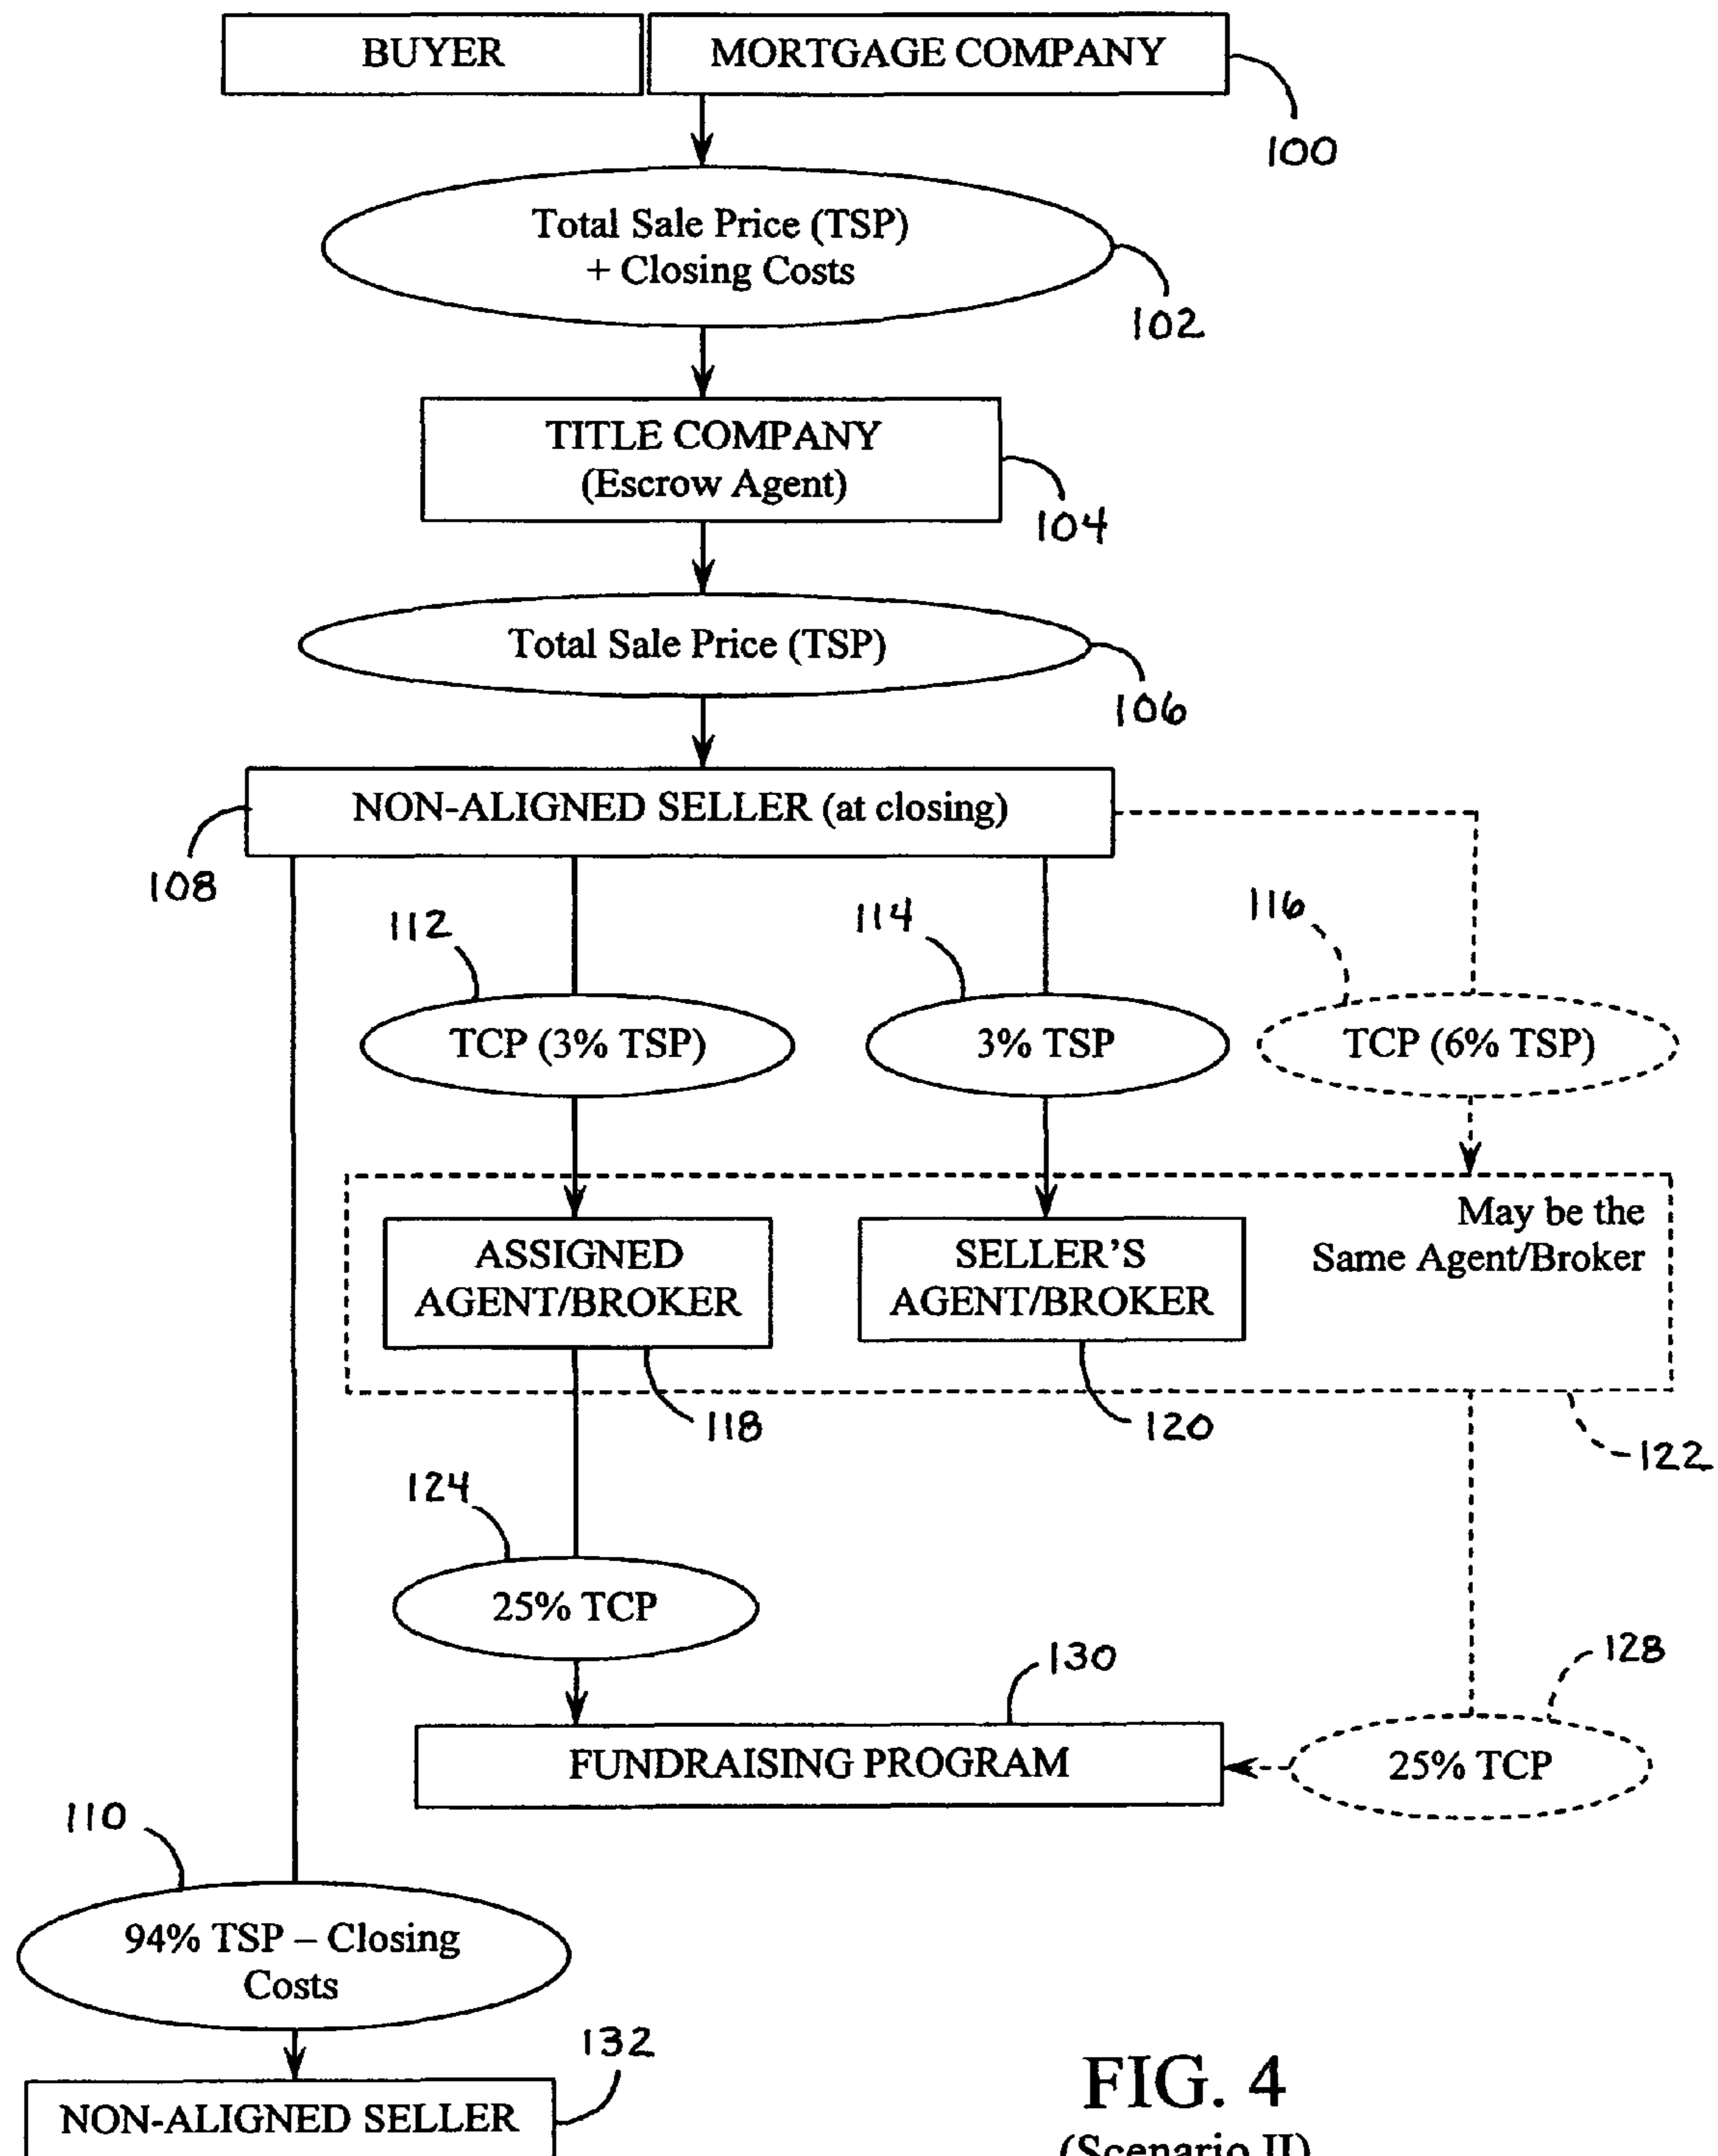 BUYER
MORTGAGE COMPANY
100
Total Sale Price (TSP)
+ Closing Costs
102
TITLE COMPANY
(Escrow Agent)
104
Total Sale Price (TSP)
106
NON-ALIGNED SELLER (at closing)
108
112
114
116
TCP (3% TSP)
3% TSP
TCP (6% TSP)
May be the
Same Agent/Broker
ASSIGNED
AGENT/BROKER
SELLER'S
AGENT/BROKER
118
120
122
124
25% TCP
130
128
FUNDRAISING PROGRAM
25% TCP
110
94% TSP – Closing
Costs
132
NON-ALIGNED SELLER
FIG. 4
(Scenario II)